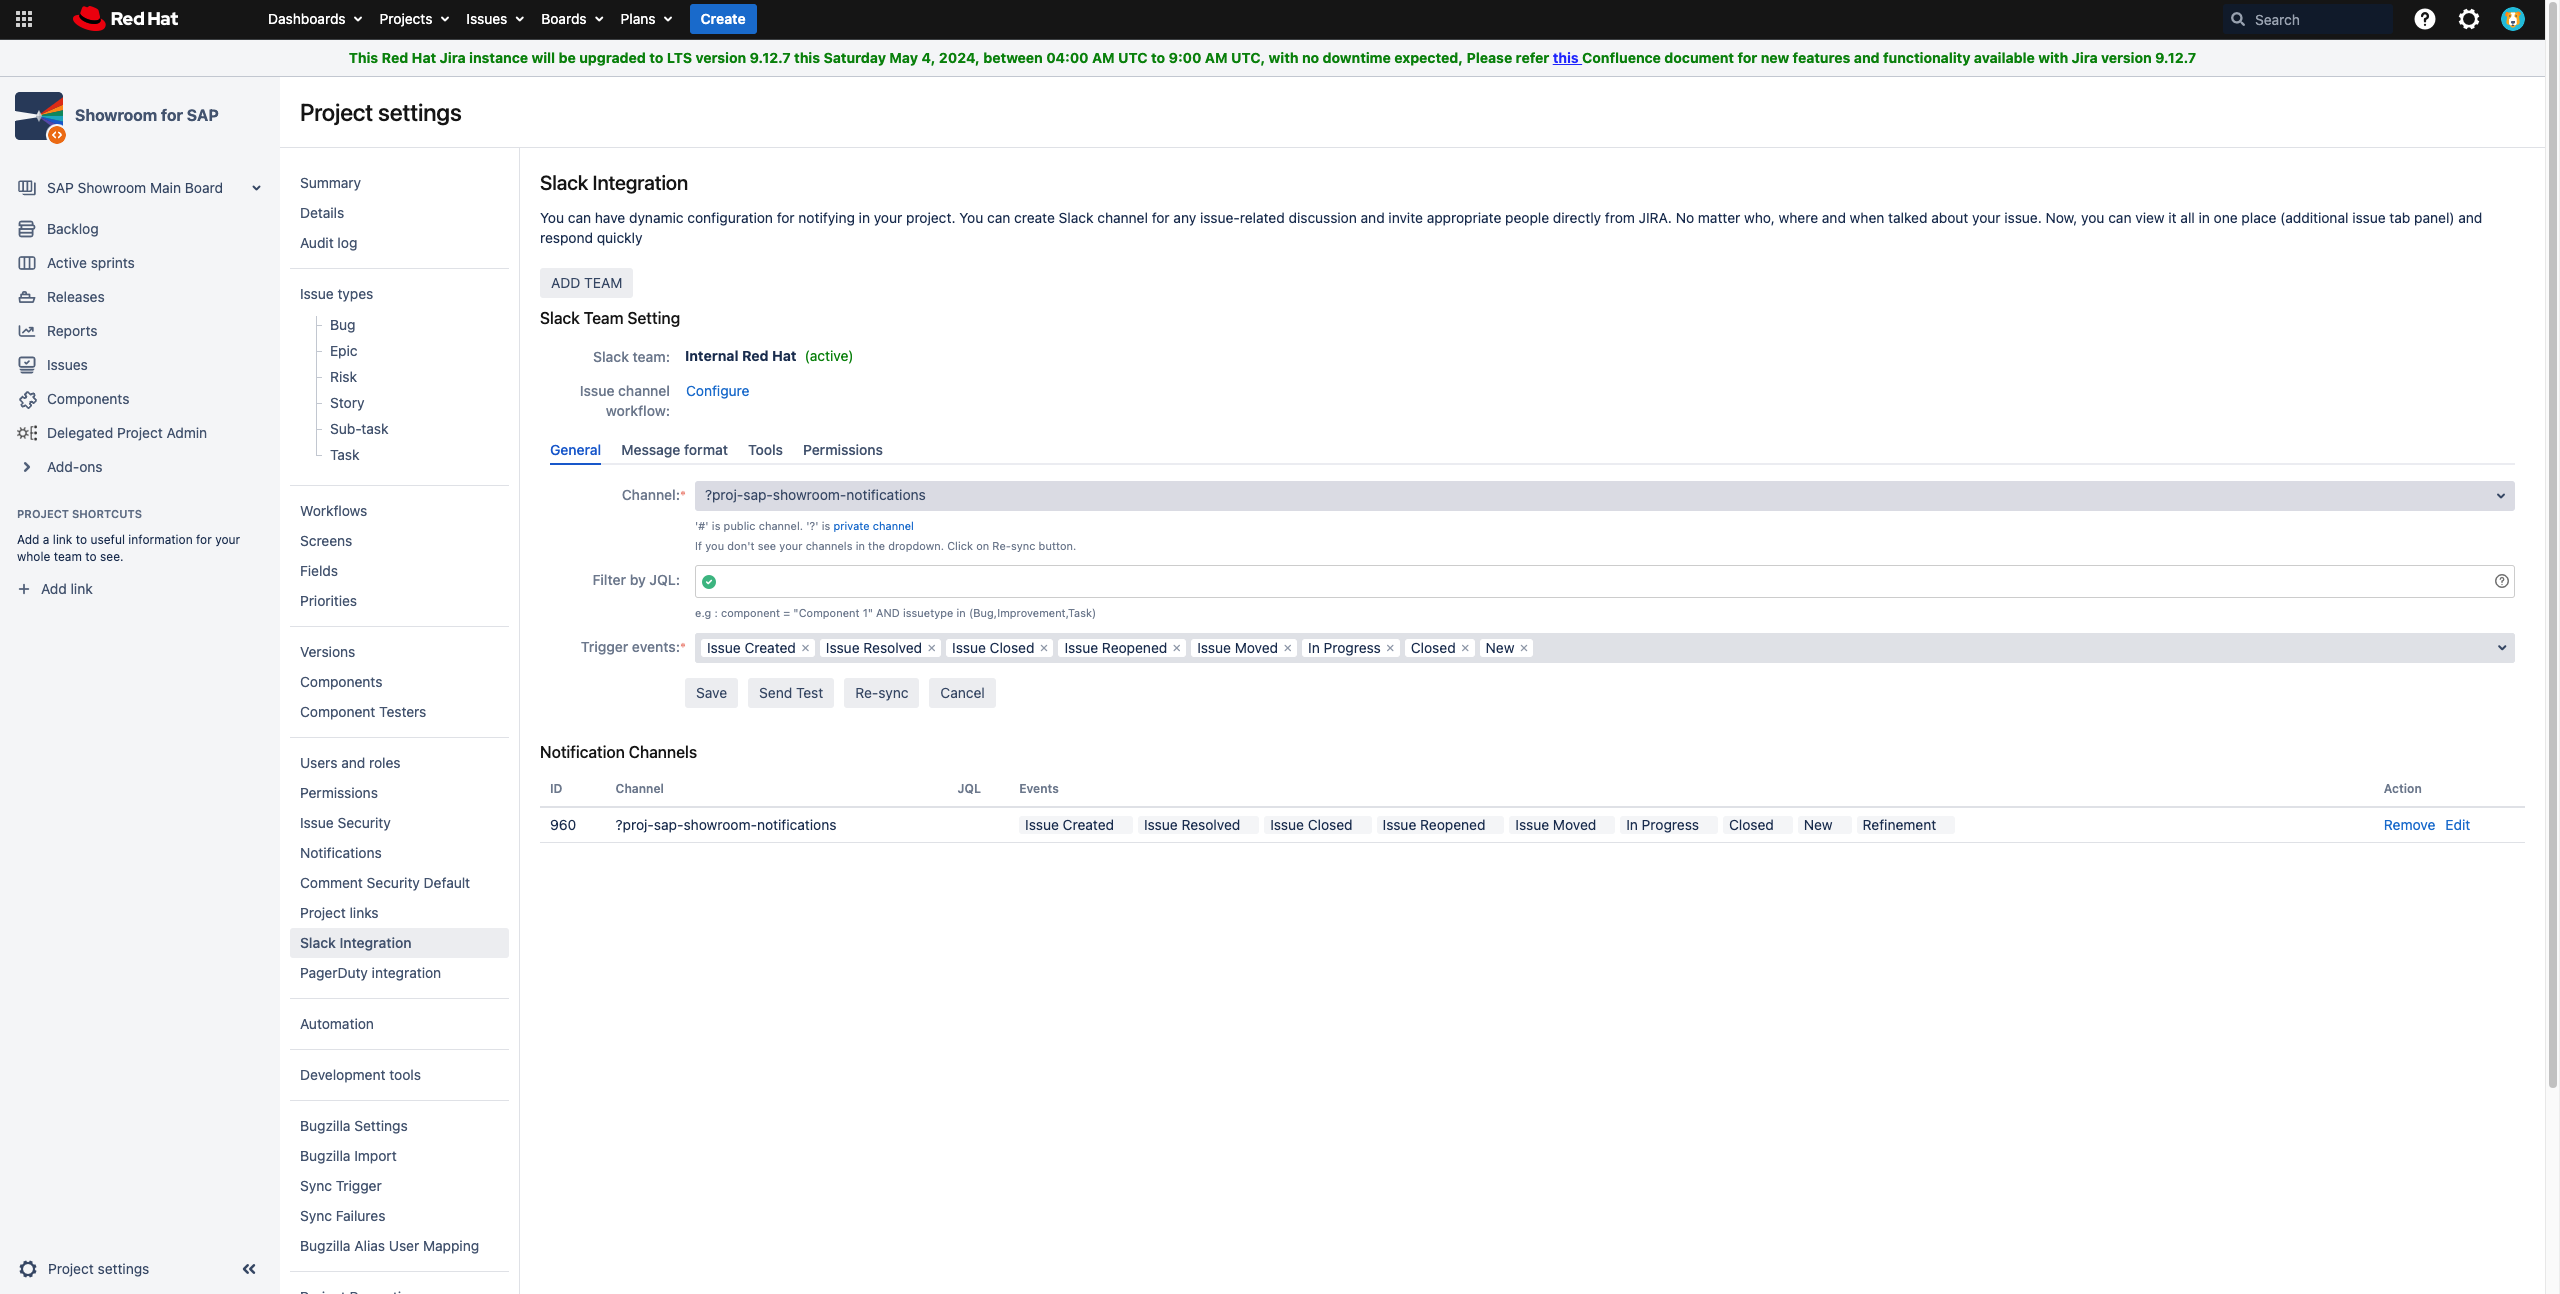 Red Hat
Dashboards Projects Issues Boards Plans Create Search
This Red Hat Jira instance will be upgraded to LTS version 9.12.7 this Saturday May 4, 2024, between 04:00 AM UTC to 9:00 AM UTC, with no downtime expected, Please refer this Confluence document for new features and functionality available with Jira version 9.12.7
Showroom for SAP
SAP Showroom Main Board
Backlog
Active sprints
Releases
Reports
Issues
Components
Delegated Project Admin
Add-ons
PROJECT SHORTCUTS
Add a link to useful information for your
whole team to see.
Add link
Project settings
Project settings
Summary
Details
Audit log
Issue types
Bug
Epic
Risk
Story
Sub-task
Task
Workflows
Screens
Fields
Priorities
Versions
Components
Component Testers
Users and roles
Permissions
Issue Security
Notifications
Comment Security Default
Project links
Slack Integration
PagerDuty integration
Automation
Development tools
Bugzilla Settings
Bugzilla Import
Sync Trigger
Sync Failures
Bugzilla Alias User Mapping
Slack Integration
You can have dynamic configuration for notifying in your project. You can create Slack channel for any issue-related discussion and invite appropriate people directly from JIRA. No matter who, where and when talked about your issue. Now, you can view it all in one place (additional issue tab panel) and
respond quickly
ADD TEAM
Slack Team Setting
Slack team: Internal Red Hat (active)
Issue channel Configure
workflow:
General Message format Tools Permissions
Channel:* ?proj-sap-showroom-notifications
'#' is public channel. '?' is private channel
If you don't see your channels in the dropdown. Click on Re-sync button.
Filter by JQL:
e.g : component = "Component 1" AND issuetype in (Bug,Improvement,Task)
Trigger events:* Issue Created × Issue Resolved × Issue Closed × Issue Reopened × Issue Moved × In Progress × Closed × New ×
Save Send Test Re-sync Cancel
Notification Channels
ID Channel JQL Events Action
960 ?proj-sap-showroom-notifications Issue Created Issue Resolved Issue Closed Issue Reopened Issue Moved In Progress Closed New Refinement Remove Edit